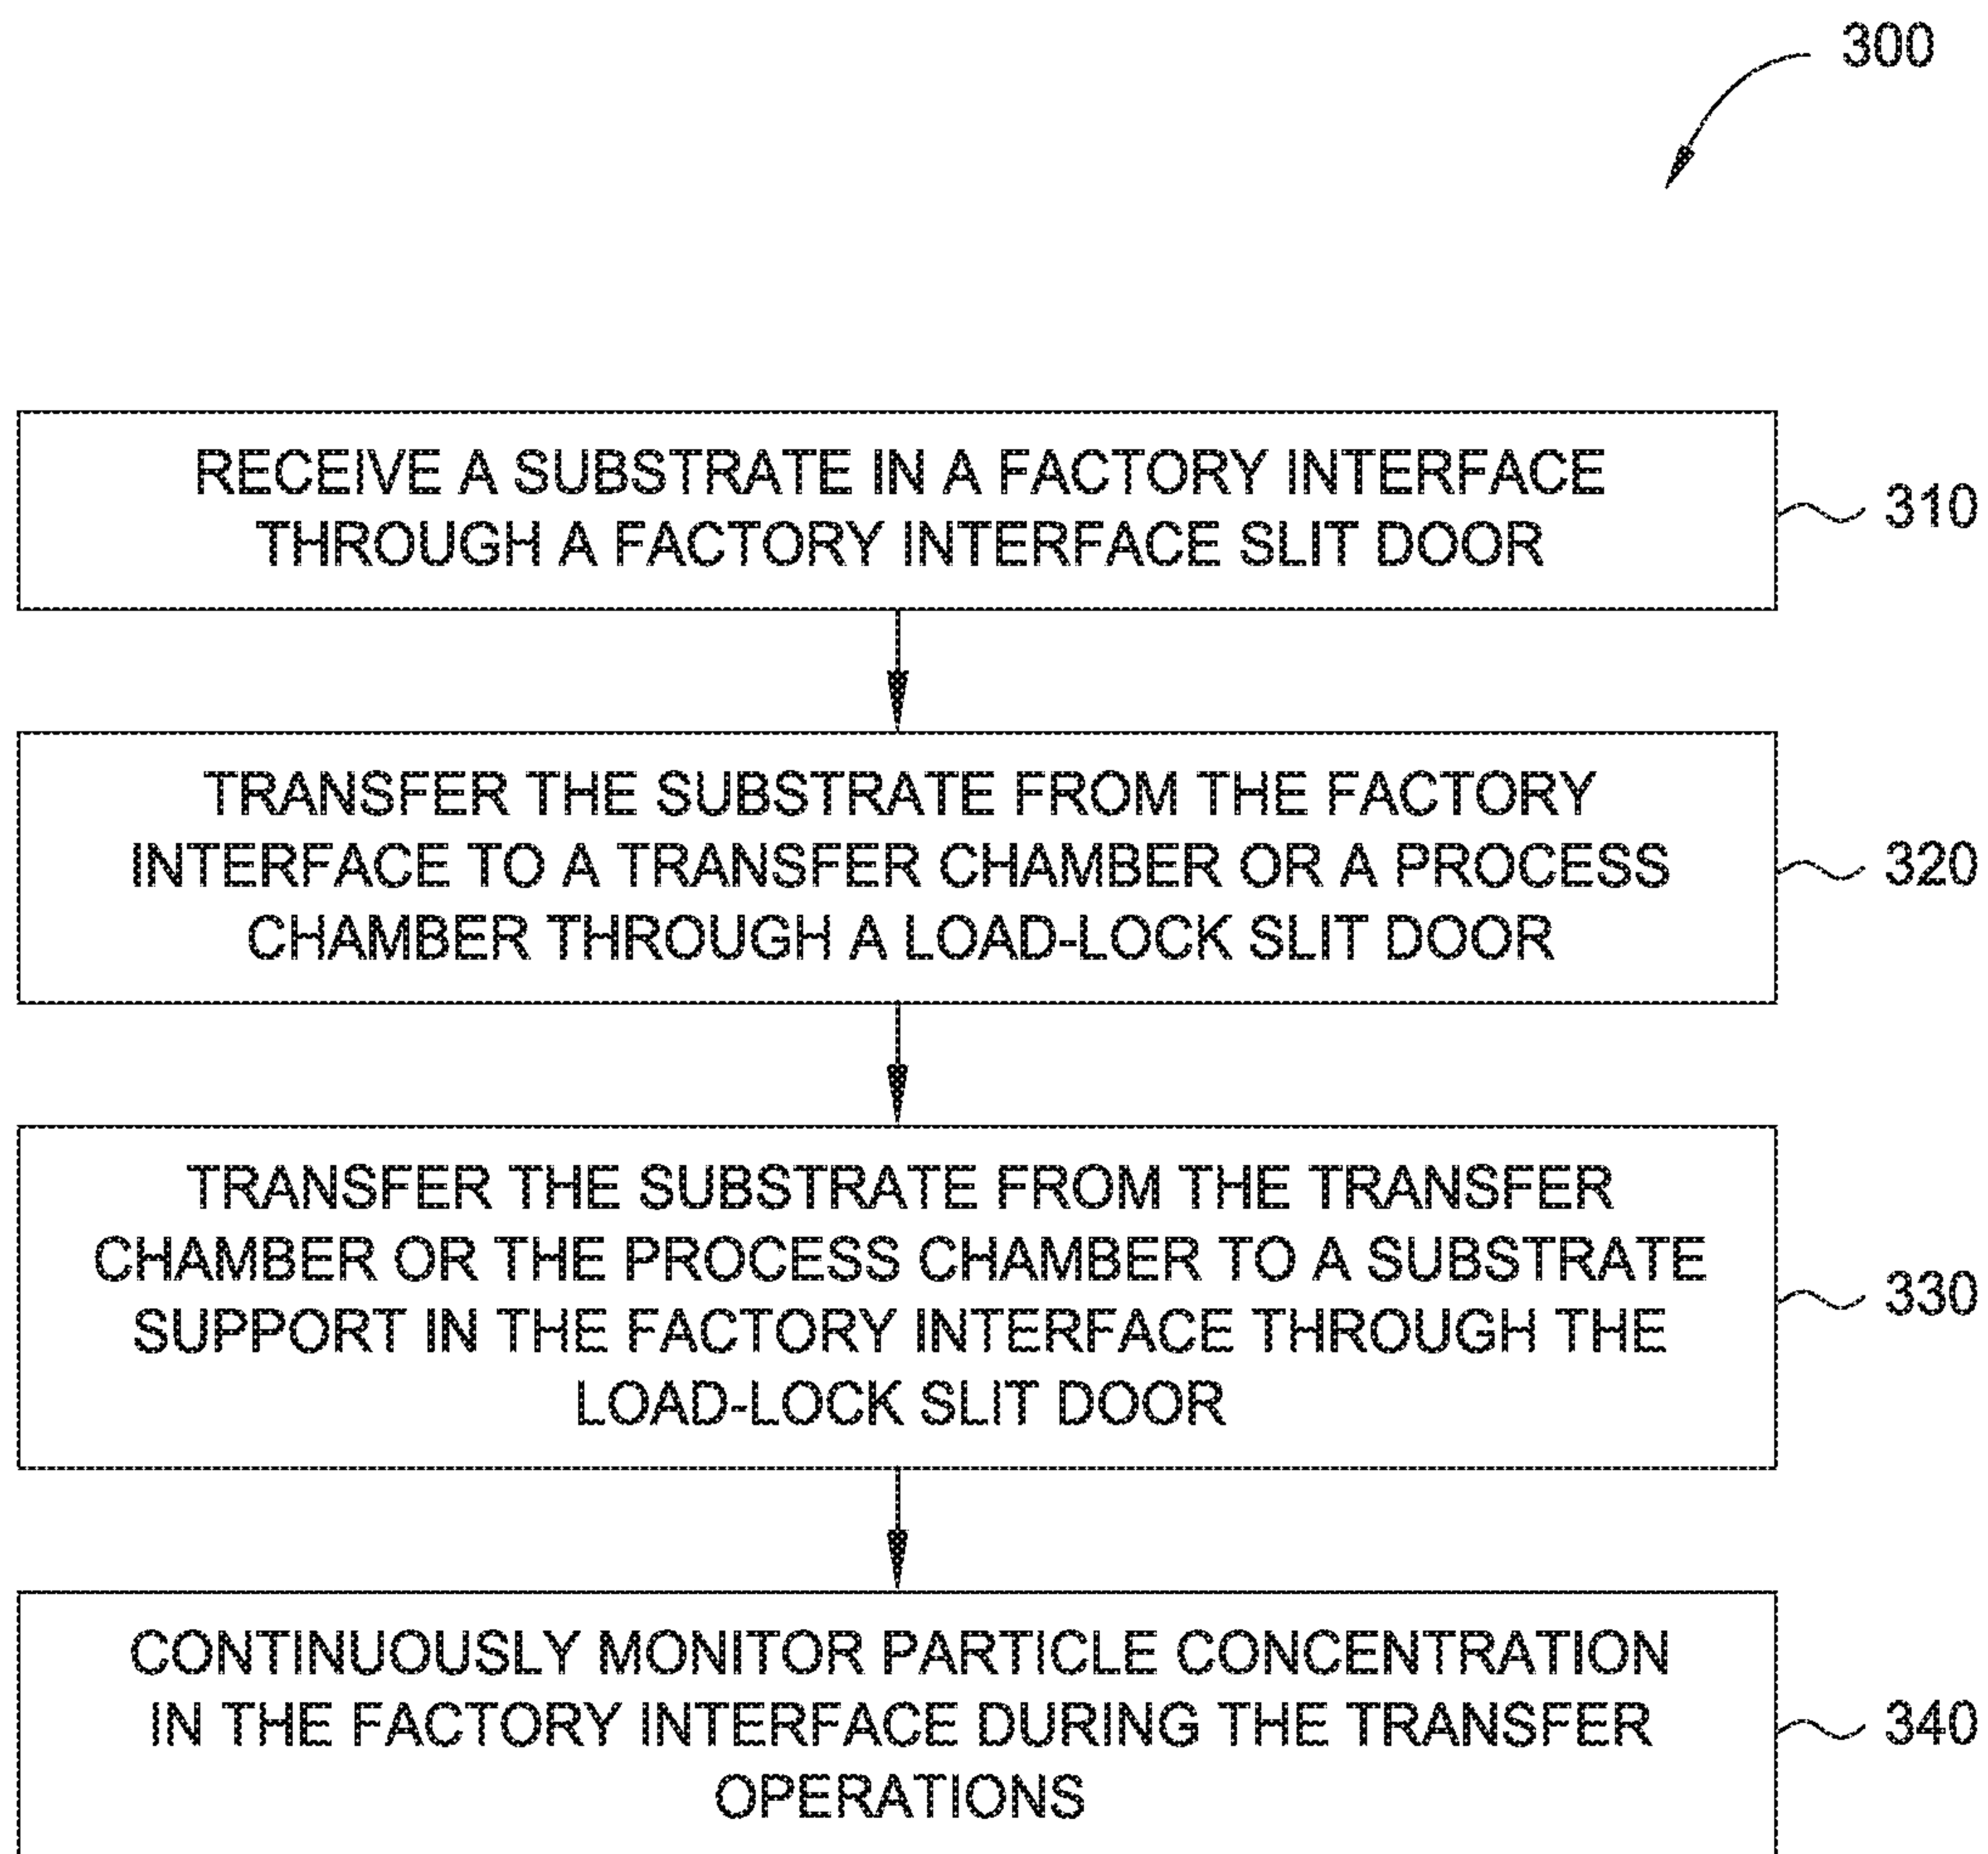 300
RECEIVE A SUBSTRATE IN A FACTORY INTERFACE
THROUGH A FACTORY INTERFACE SLIT DOOR
310
TRANSFER THE SUBSTRATE FROM THE FACTORY
INTERFACE TO A TRANSFER CHAMBER OR A PROCESS
CHAMBER THROUGH A LOAD-LOCK SLIT DOOR
320
TRANSFER THE SUBSTRATE FROM THE TRANSFER
CHAMBER OR THE PROCESS CHAMBER TO A SUBSTRATE
SUPPORT IN THE FACTORY INTERFACE THROUGH THE
LOAD-LOCK SLIT DOOR
330
CONTINUOUSLY MONITOR PARTICLE CONCENTRATION
IN THE FACTORY INTERFACE DURING THE TRANSFER
OPERATIONS
340